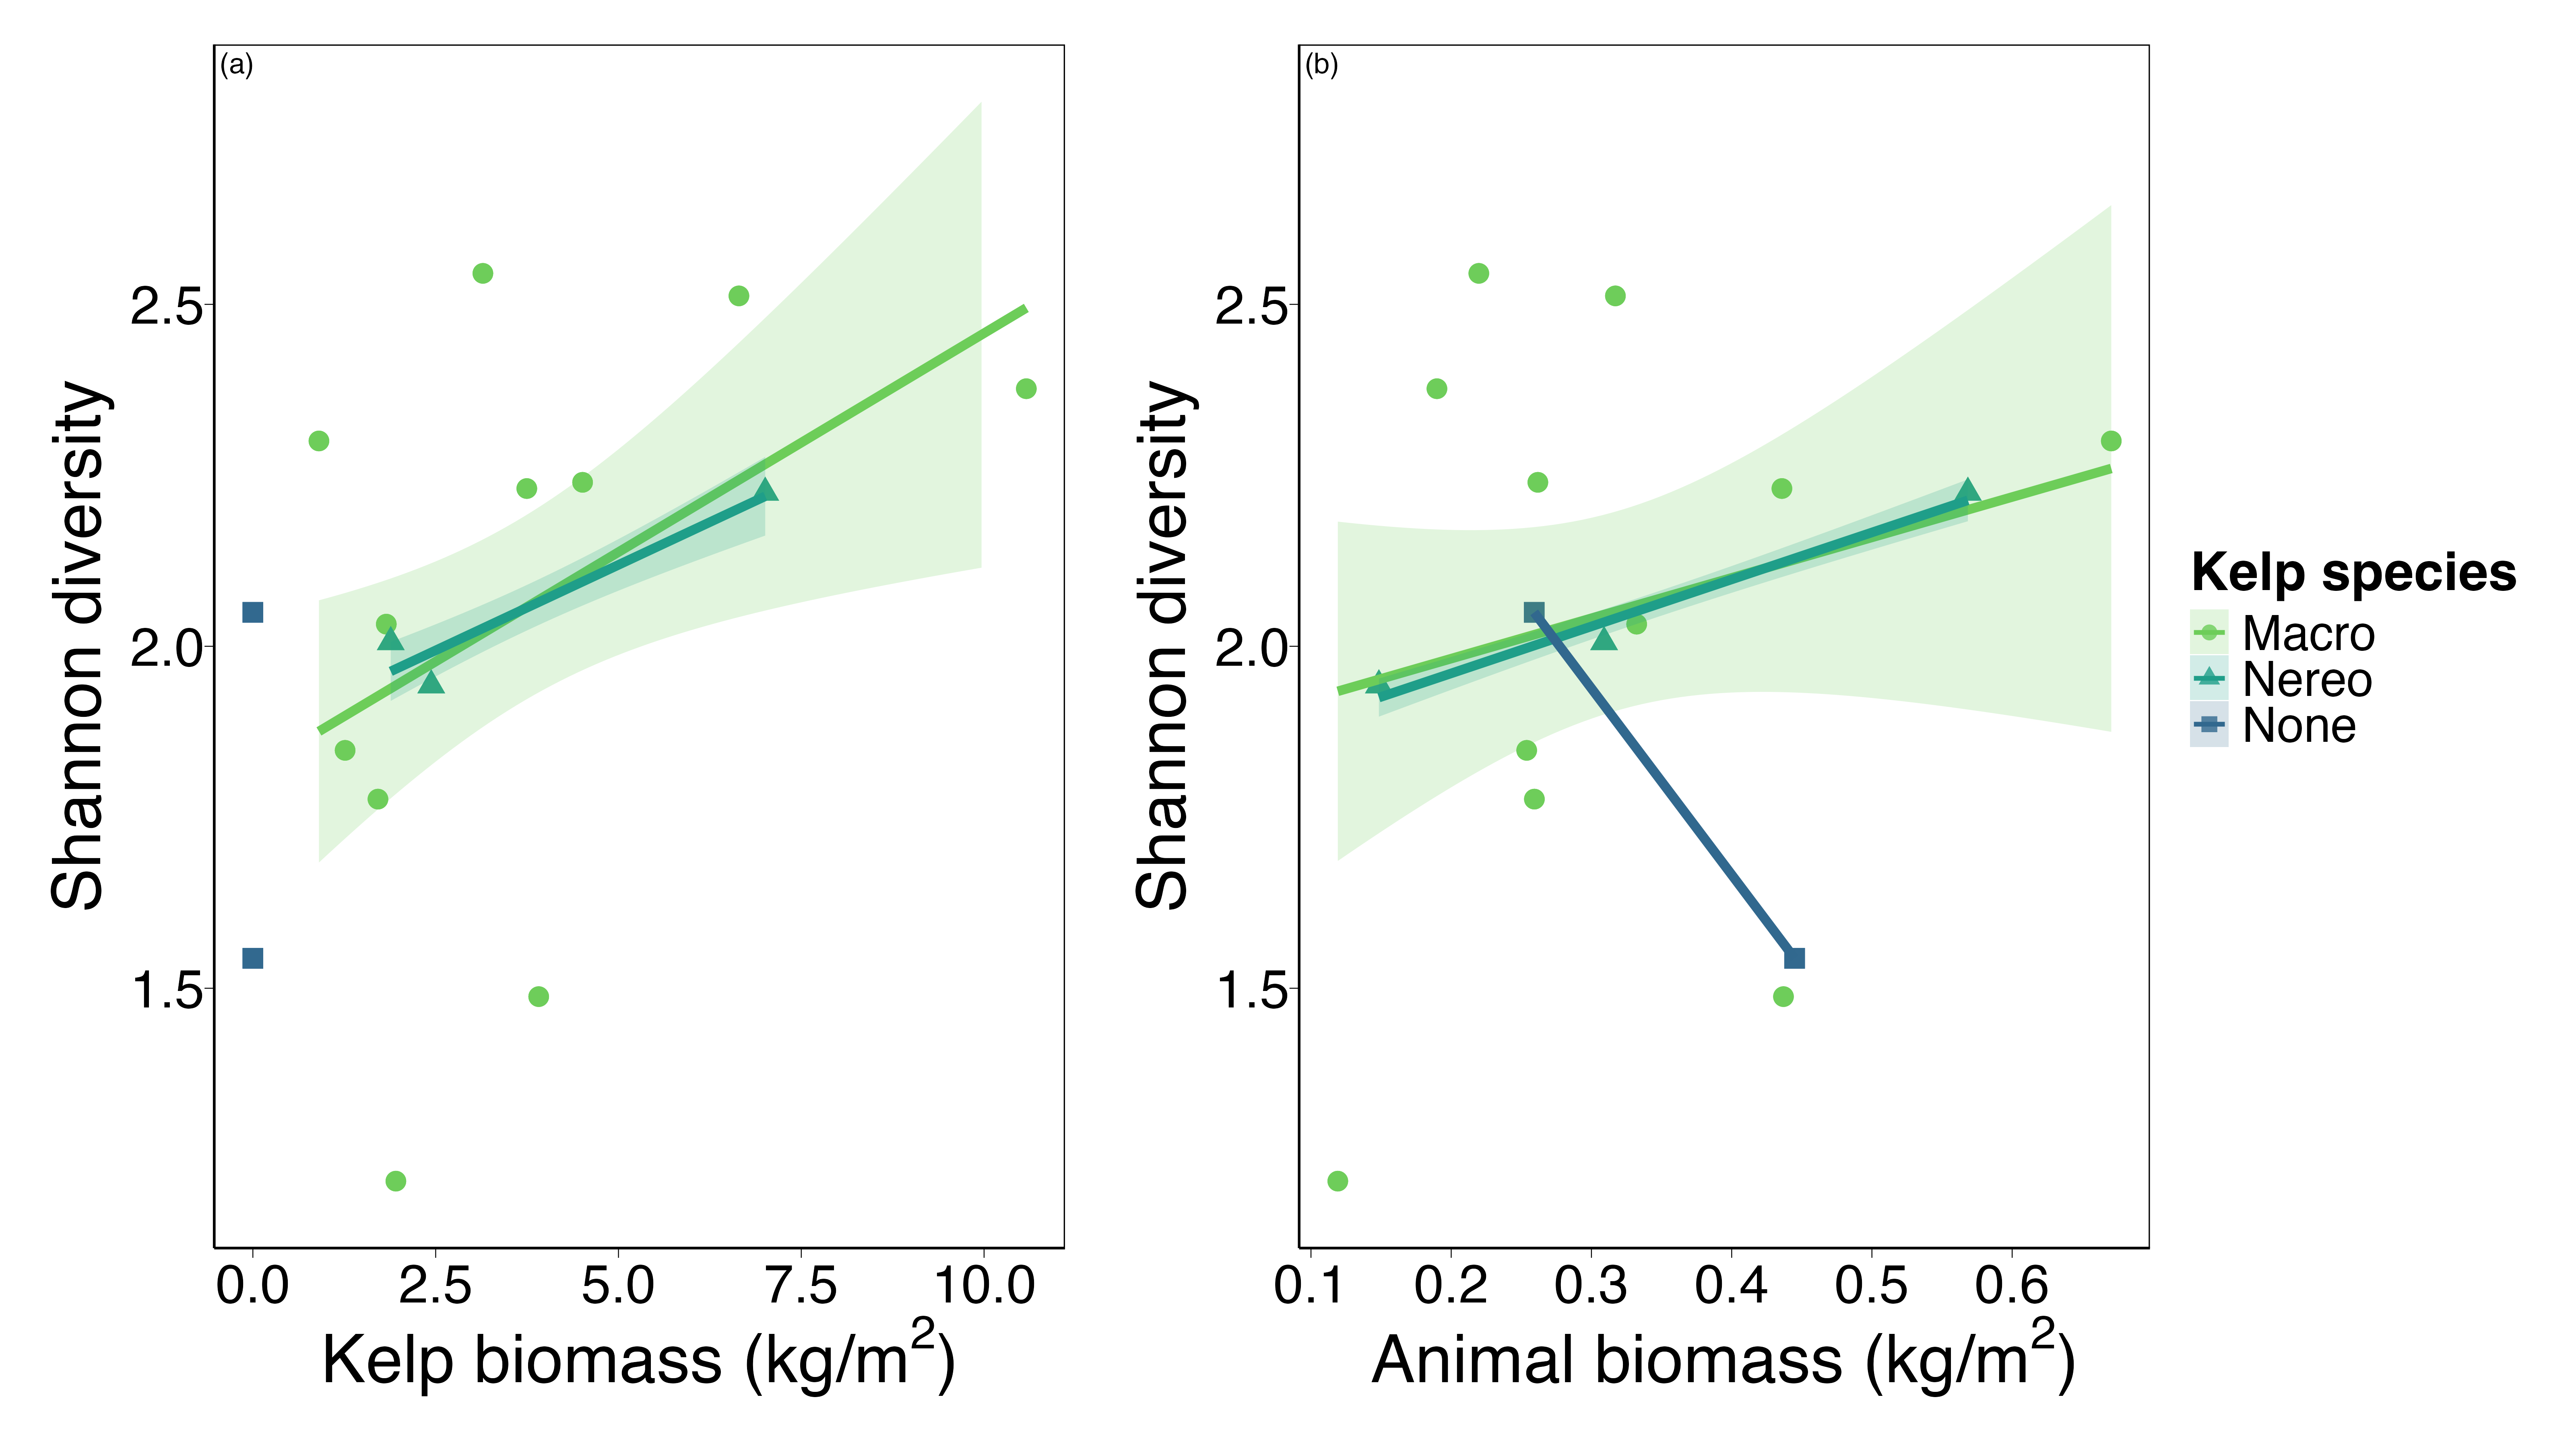 (a)
Shannon diversity
2.5
2.0
1.5
0.0 2.5 5.0 7.5 10.0
Kelp biomass (kg/m²)
(b)
Shannon diversity
2.5
2.0
1.5
0.1 0.2 0.3 0.4 0.5 0.6
Animal biomass (kg/m²)
Kelp species
Macro
Nereo
None